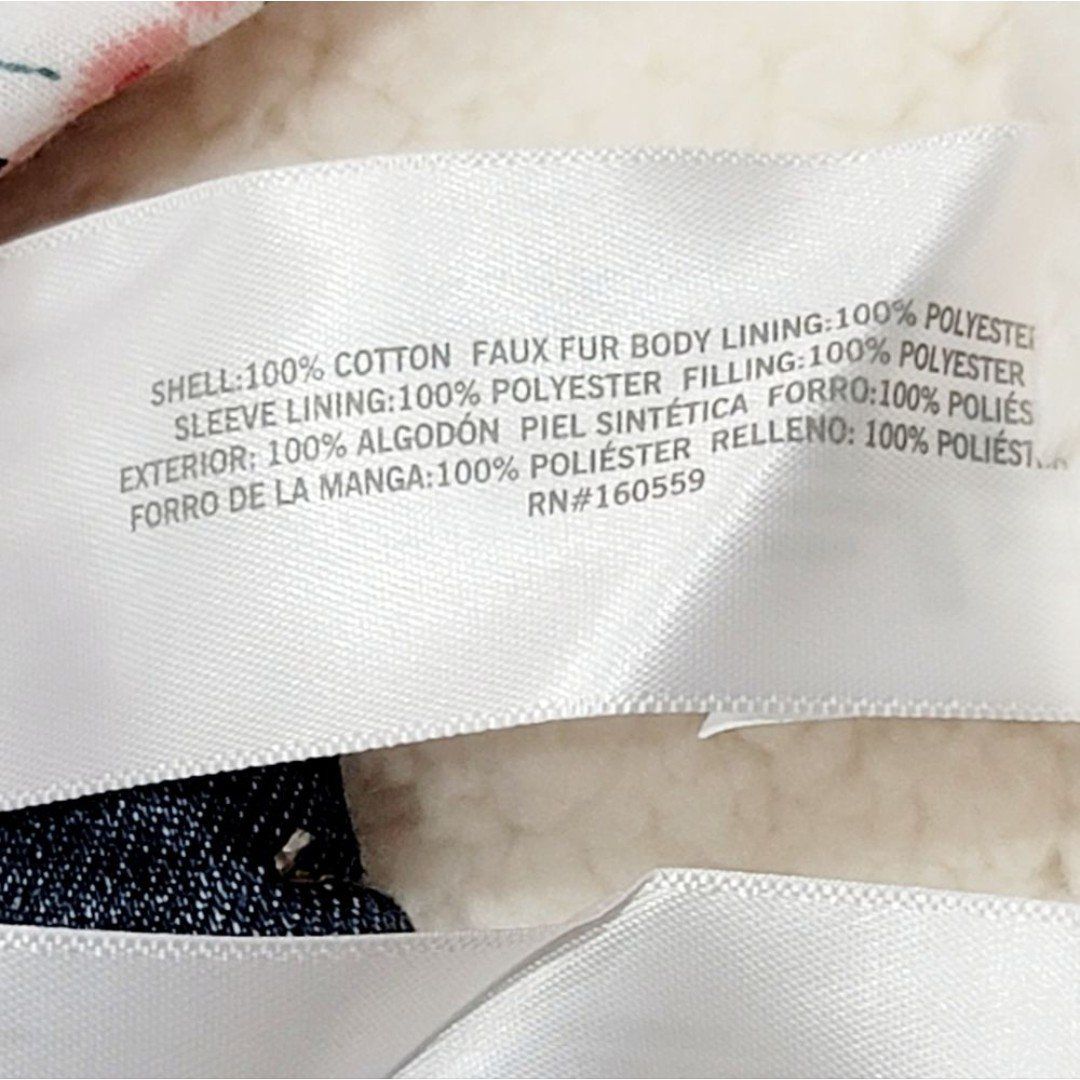 SHELL:100% COTTON FAUX FUR BODY LINING:100% POLYESTER
SLEEVE LINING:100% POLYESTER FILLING:100% POLYESTER
EXTERIOR: 100% ALGODÓN PIEL SINTÉTICA FORRO:100% POLIÉS
FORRO DE LA MANGA:100% POLIÉSTER RELLENO: 100% POLIÉSTER
RN#160559